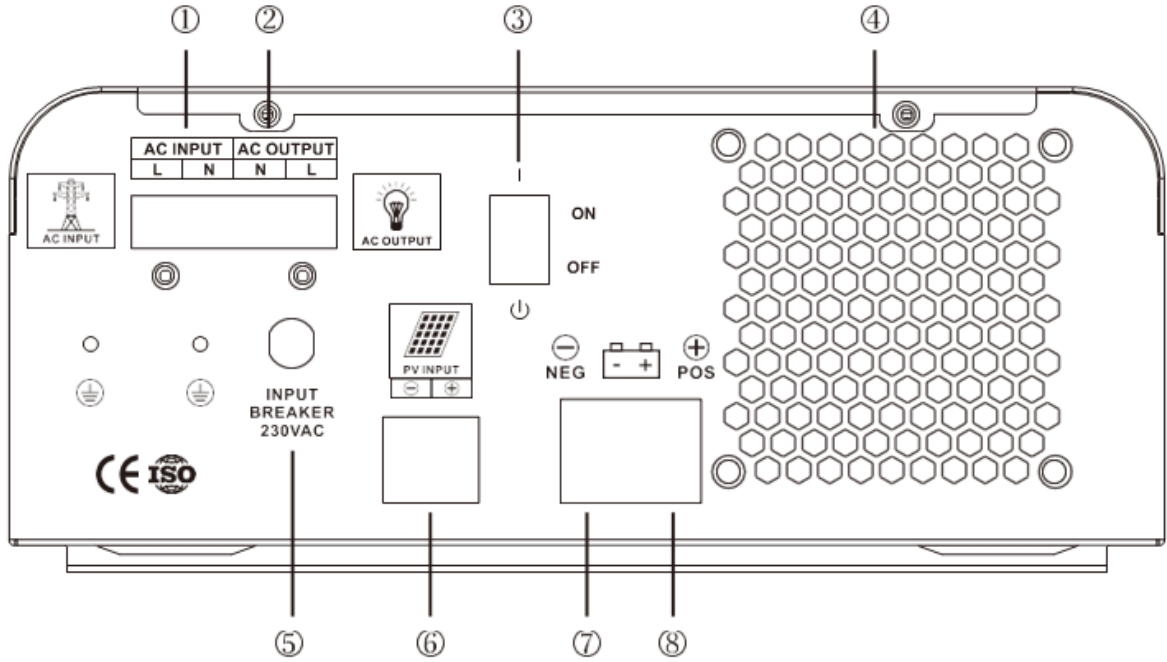 ① ② ③ ④
AC INPUT AC OUTPUT
L N N L
AC INPUT
AC OUTPUT
I
ON
OFF
PV INPUT
− +
− +
NEG - + POS
INPUT
BREAKER
230VAC
CE ISO
⑤ ⑥ ⑦ ⑧